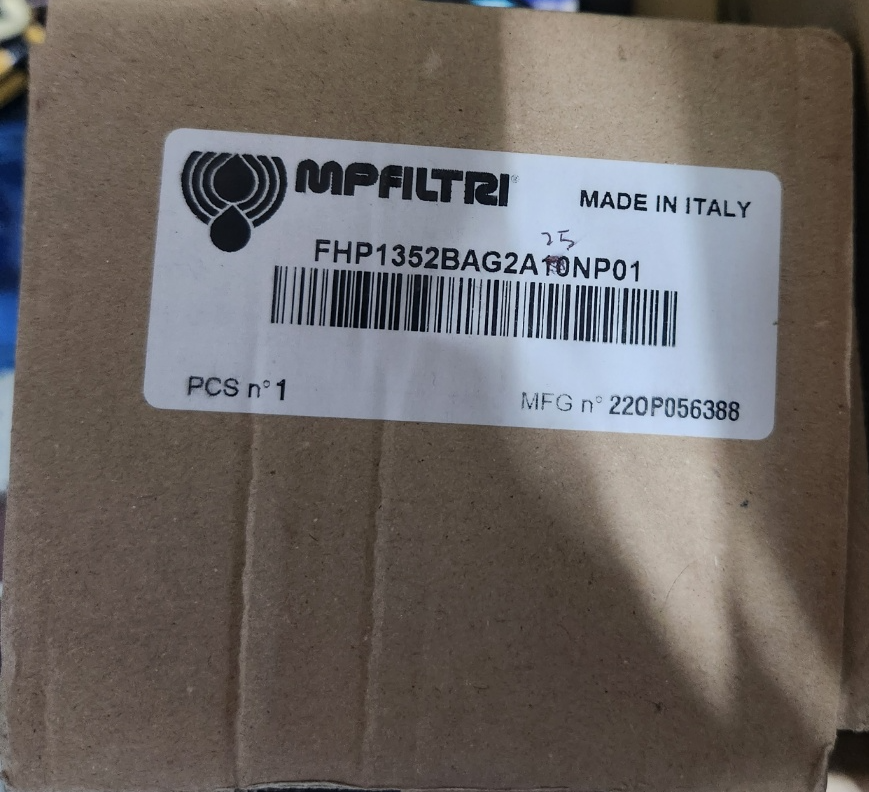 MPFILTRI®
MADE IN ITALY
25
FHP1352BAG2A10NP01
PCS n° 1
MFG n° 220P056388